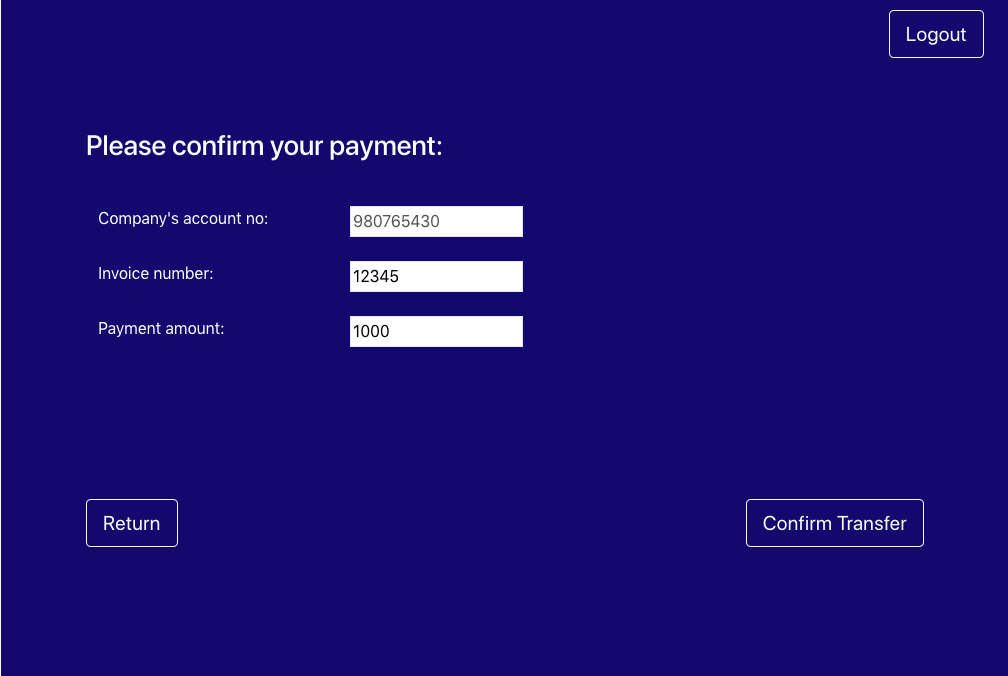 Logout
Please confirm your payment:
Company's account no: 980765430
Invoice number: 12345
Payment amount: 1000
Return Confirm Transfer